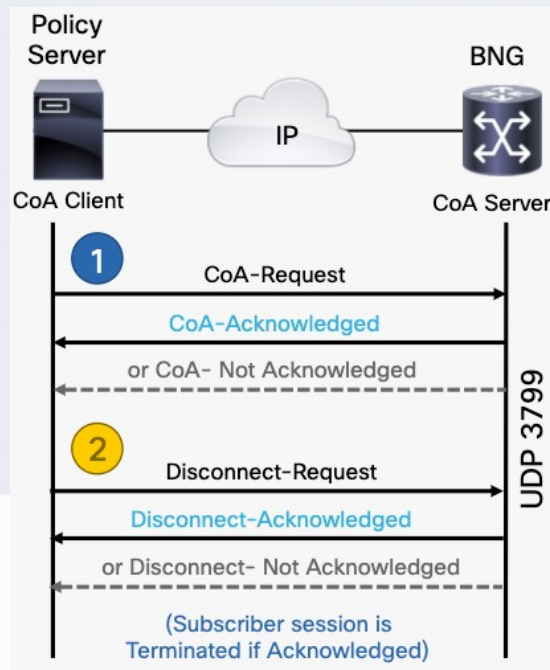 Policy
Server
BNG
IP
CoA Client
CoA Server
1
CoA-Request
CoA-Acknowledged
or CoA- Not Acknowledged
UDP 3799
2
Disconnect-Request
Disconnect-Acknowledged
or Disconnect- Not Acknowledged
(Subscriber session is
Terminated if Acknowledged)